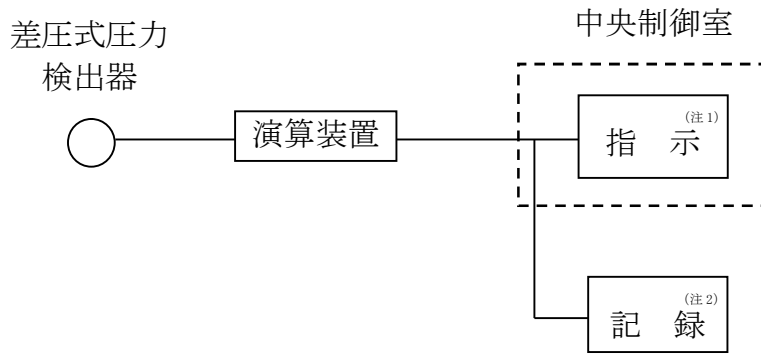 中央制御室
差圧式圧力
検出器
演算装置
(注1)
指　示
(注2)
記　録